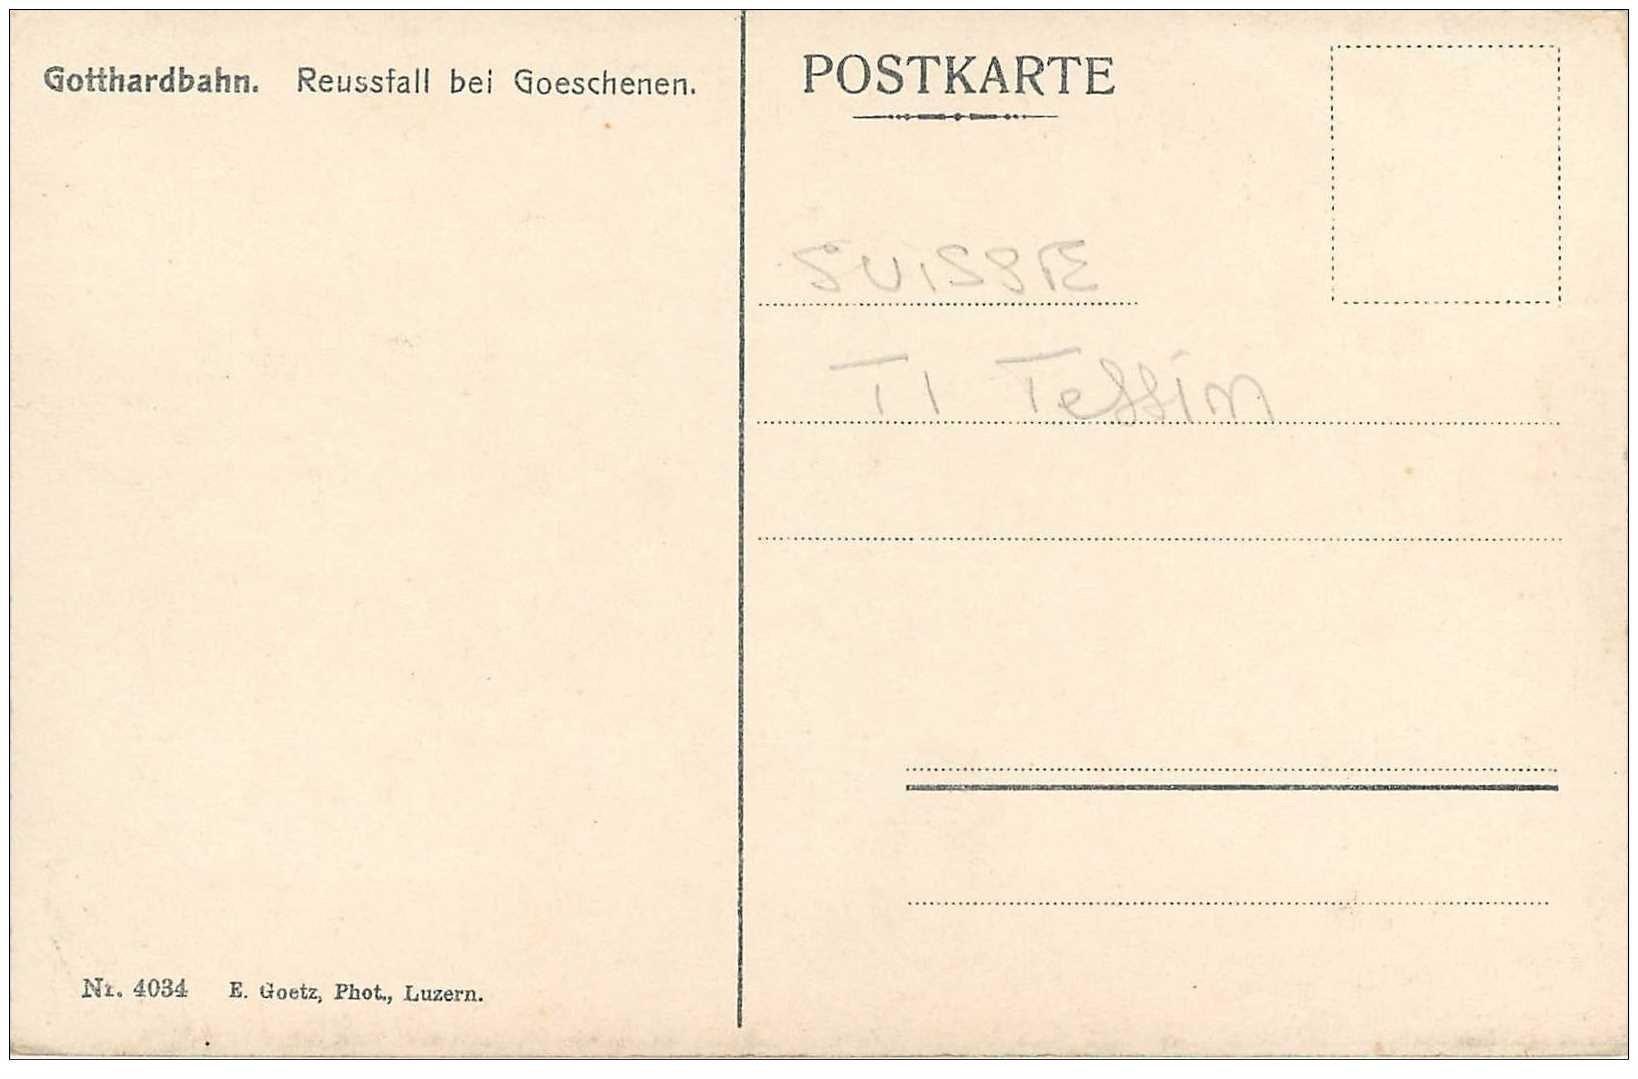 Gotthardbahn. Reussfall bei Goeschenen.
POSTKARTE
SUISSE
TI Tessin
Nr. 4034 E. Goetz, Phot., Luzern.